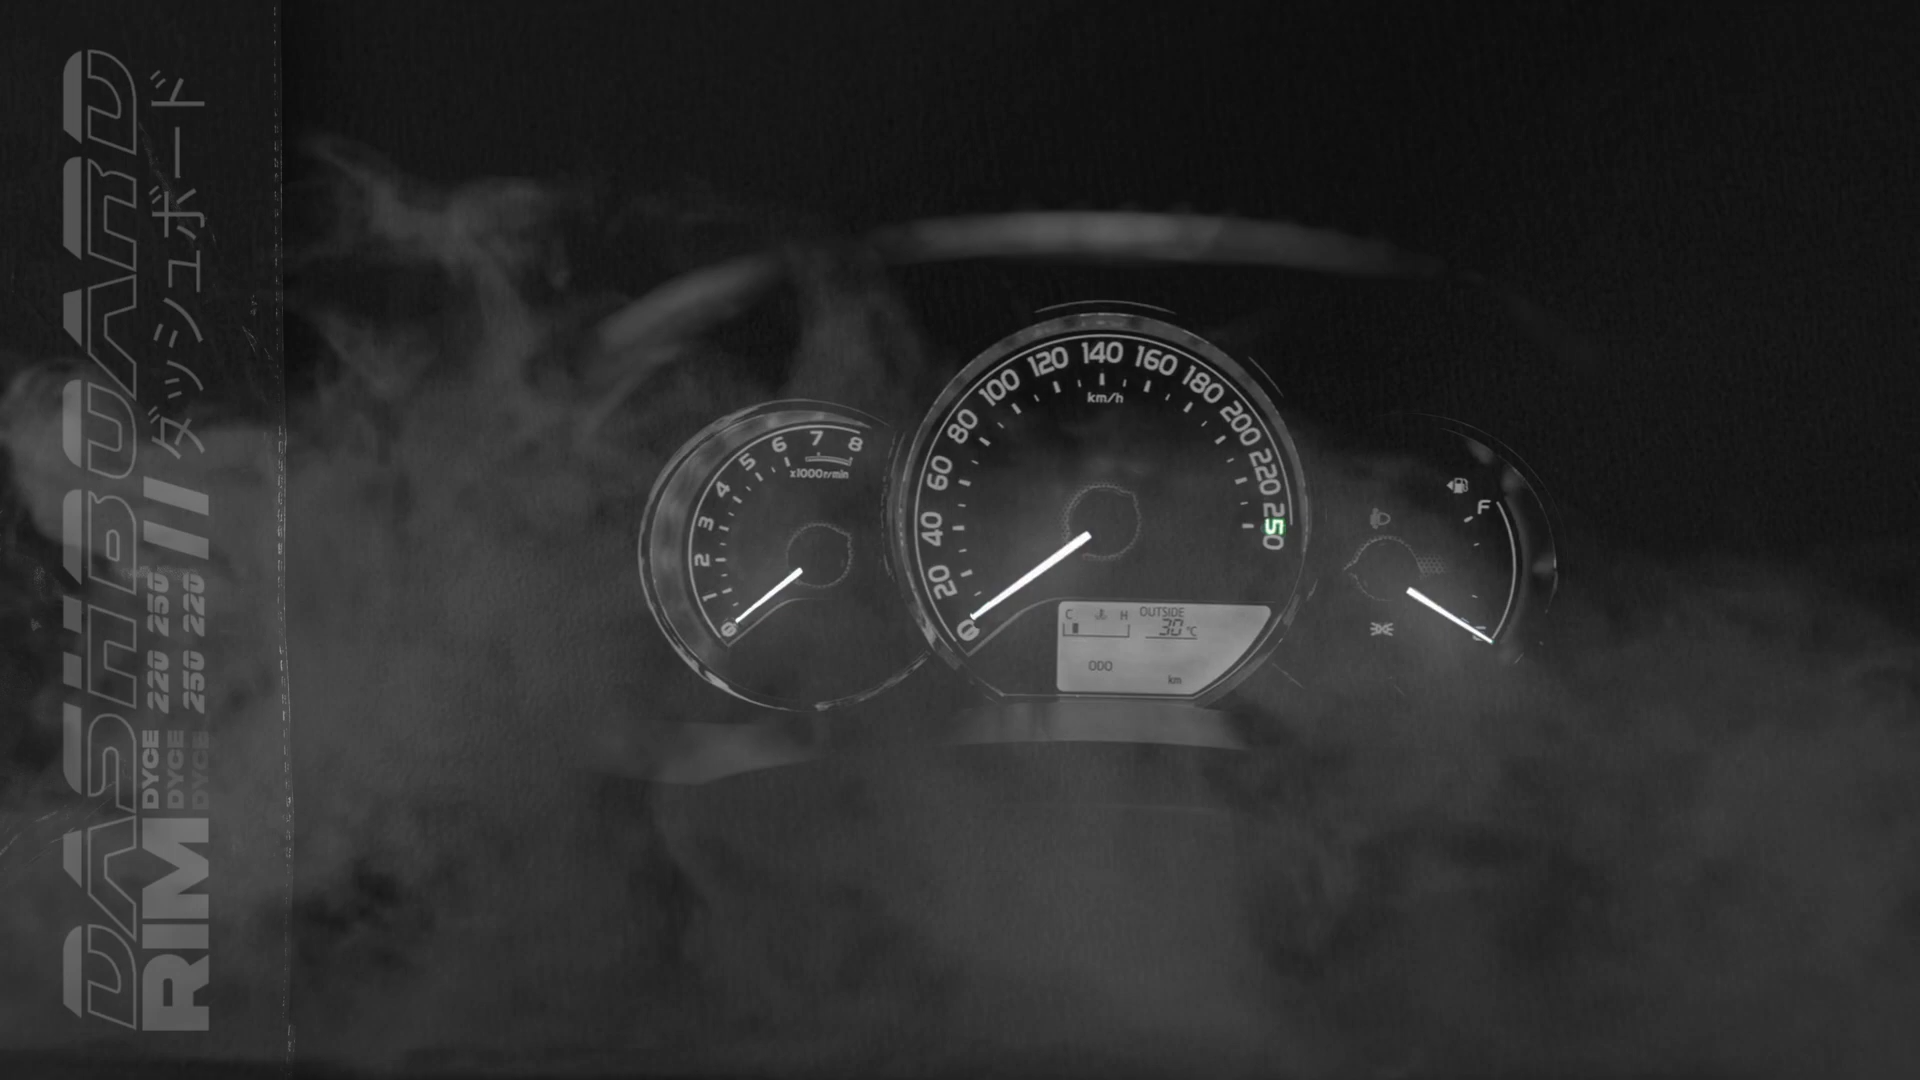 DASHBOARD
ダッシュボード
RIM
DYCE 220 250
DYCE 250 220
DYCE
1
2
3
4
5
6
7
8
x1000r/min
0
20
40
60
80
100
120
140
160
180
200
220
250
km/h
C
H
OUTSIDE
30 °C
ODO
km
F